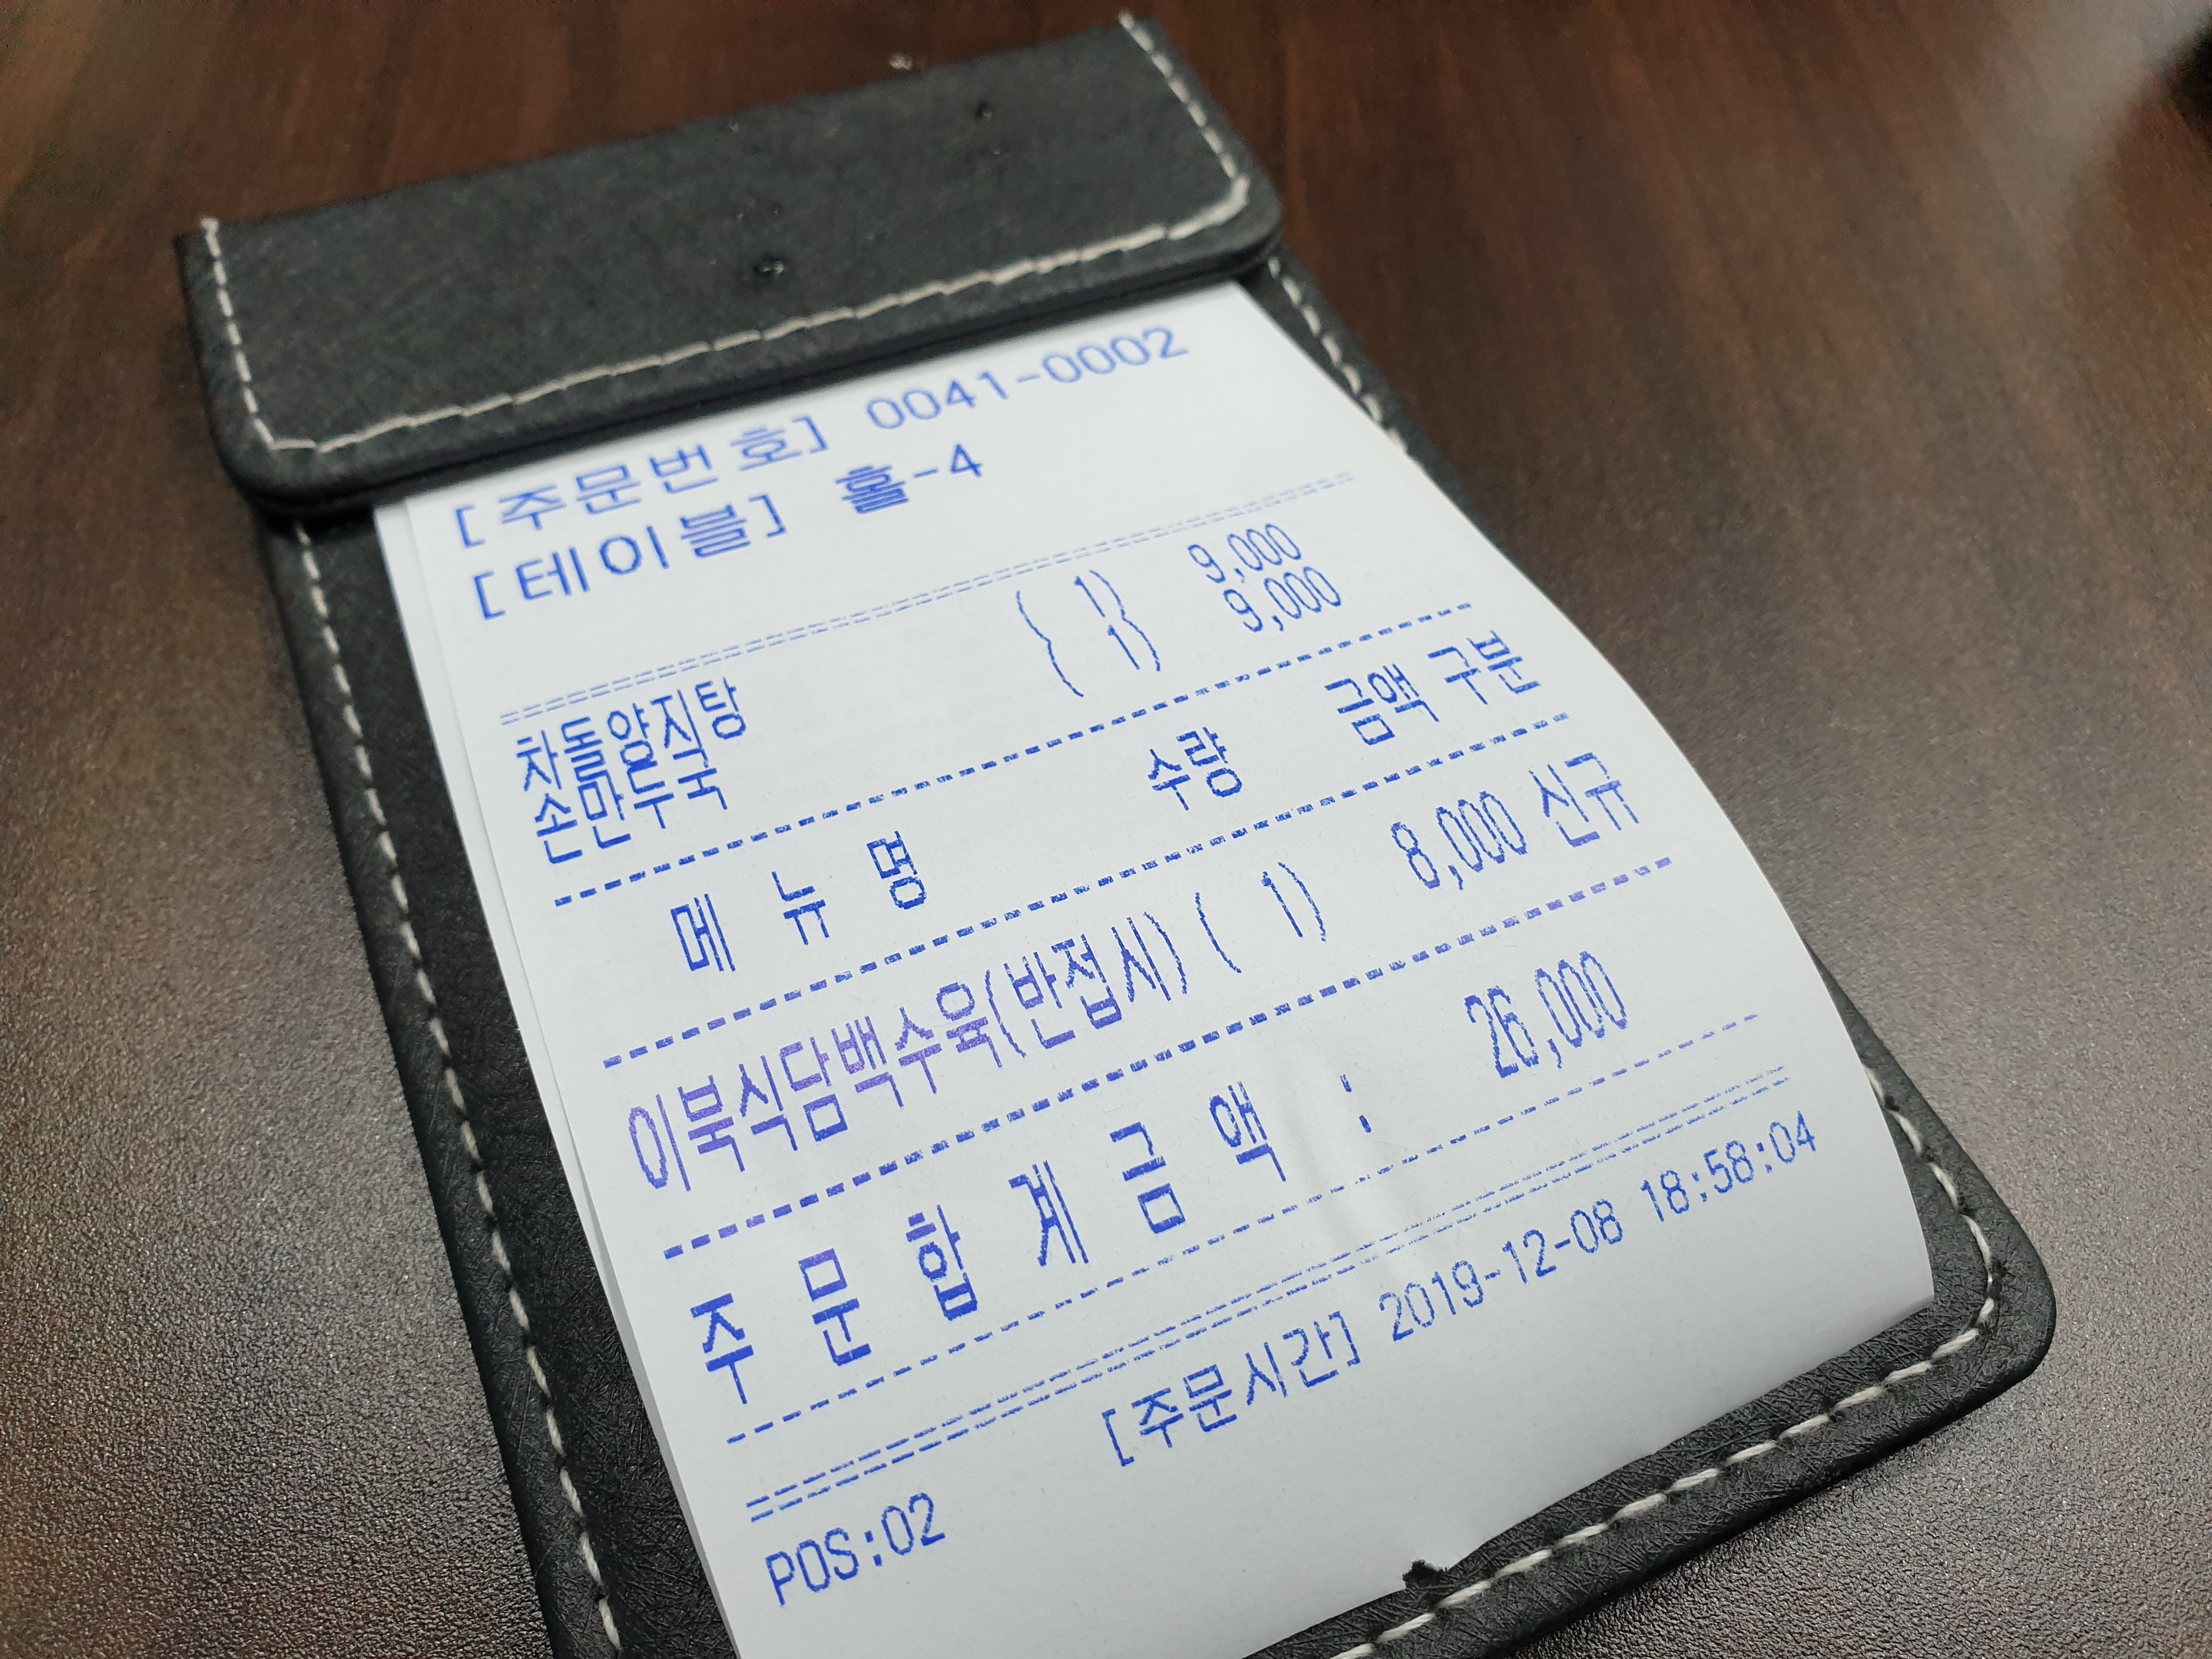 [주문번호] 0041-0002
[테이블] 홀-4
차돌양지탕 ( 1) 9,000
손만두국 ( 1) 9,000
메 뉴 명 수량 금액 구분
이북식담백수육(반접시) ( 1) 8,000 신규
주 문 합 계 금 액 : 26,000
[주문시간] 2019-12-08 18:58:04
POS:02